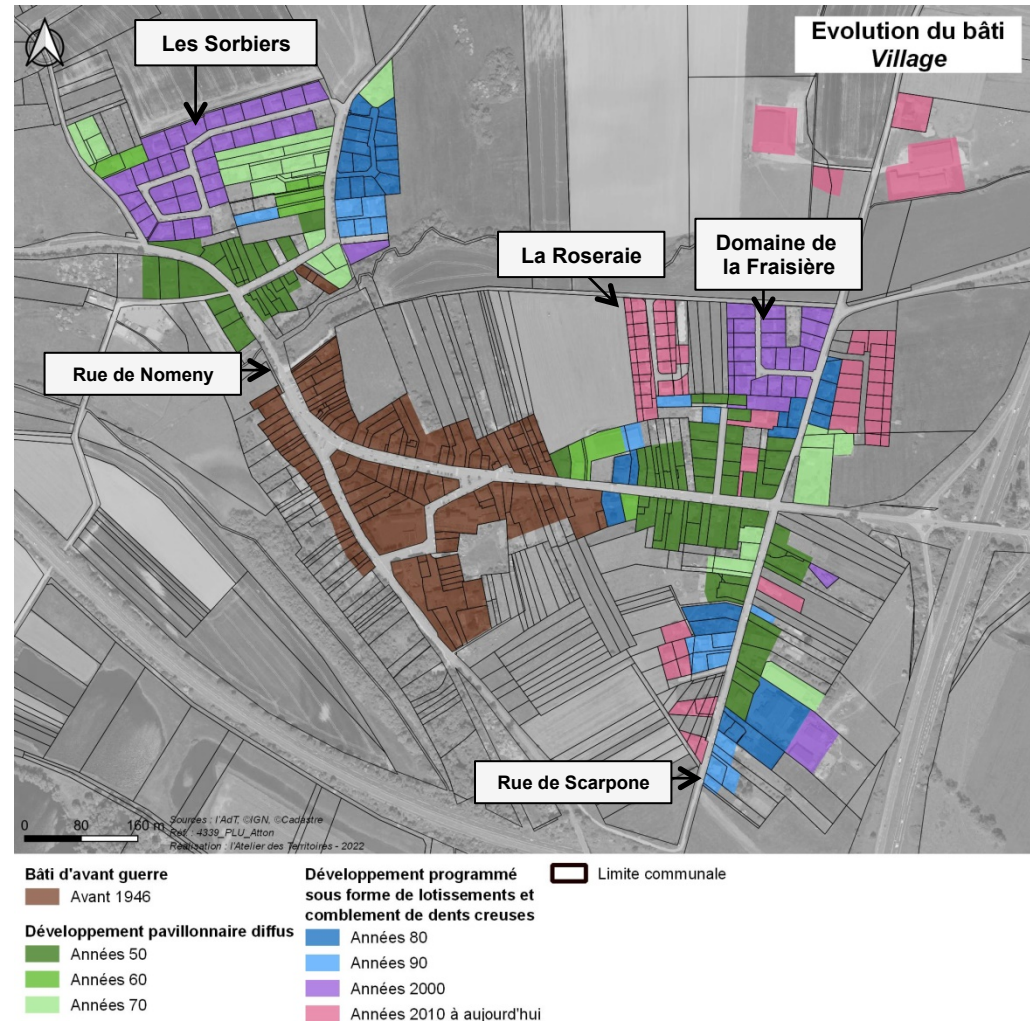 Evolution du bâti
Village
Les Sorbiers
La Roseraie
Domaine de
la Fraisière
Rue de Nomeny
Rue de Scarpone
0 80 160 m
Sources : l'AdT, ©IGN, ©Cadastre
Réf. : 4339_PLU_Atton
Réalisation : l'Atelier des Territoires - 2022
Bâti d'avant guerre
Avant 1946
Développement pavillonnaire diffus
Années 50
Années 60
Années 70
Développement programmé
sous forme de lotissements et
comblement de dents creuses
Années 80
Années 90
Années 2000
Années 2010 à aujourd'hui
Limite communale